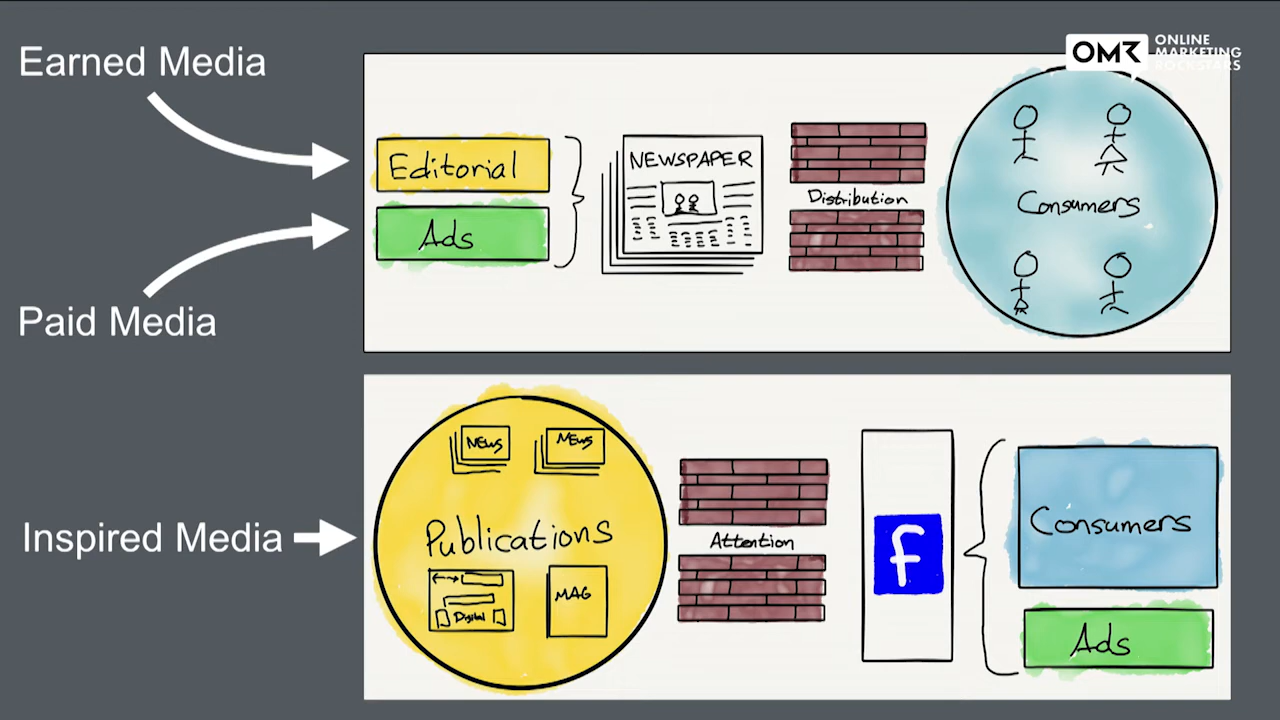 Earned Media
Paid Media
OMR
ONLINE
MARKETING
ROCKSTARS
Editorial
Ads
NEWSPAPER
Distribution
Consumers
Inspired Media
NEWS
NEWS
Publications
Digital
MAG
Attention
f
Consumers
Ads